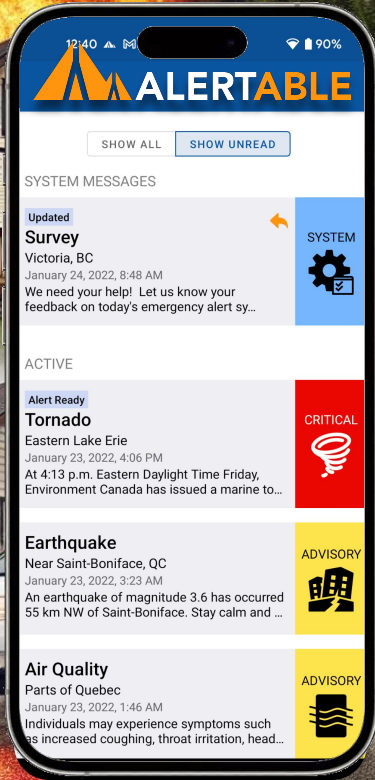 12:40
90%
ALERTABLE
SHOW ALL
SHOW UNREAD
SYSTEM MESSAGES
Updated
Survey
Victoria, BC
January 24, 2022, 8:48 AM
We need your help! Let us know your
feedback on today's emergency alert sy...
SYSTEM
ACTIVE
Alert Ready
Tornado
Eastern Lake Erie
January 23, 2022, 4:06 PM
At 4:13 p.m. Eastern Daylight Time Friday,
Environment Canada has issued a marine to...
CRITICAL
Earthquake
Near Saint-Boniface, QC
January 23, 2022, 3:23 AM
An earthquake of magnitude 3.6 has occurred
55 km NW of Saint-Boniface. Stay calm and ...
ADVISORY
Air Quality
Parts of Quebec
January 23, 2022, 1:46 AM
Individuals may experience symptoms such
as increased coughing, throat irritation, head...
ADVISORY